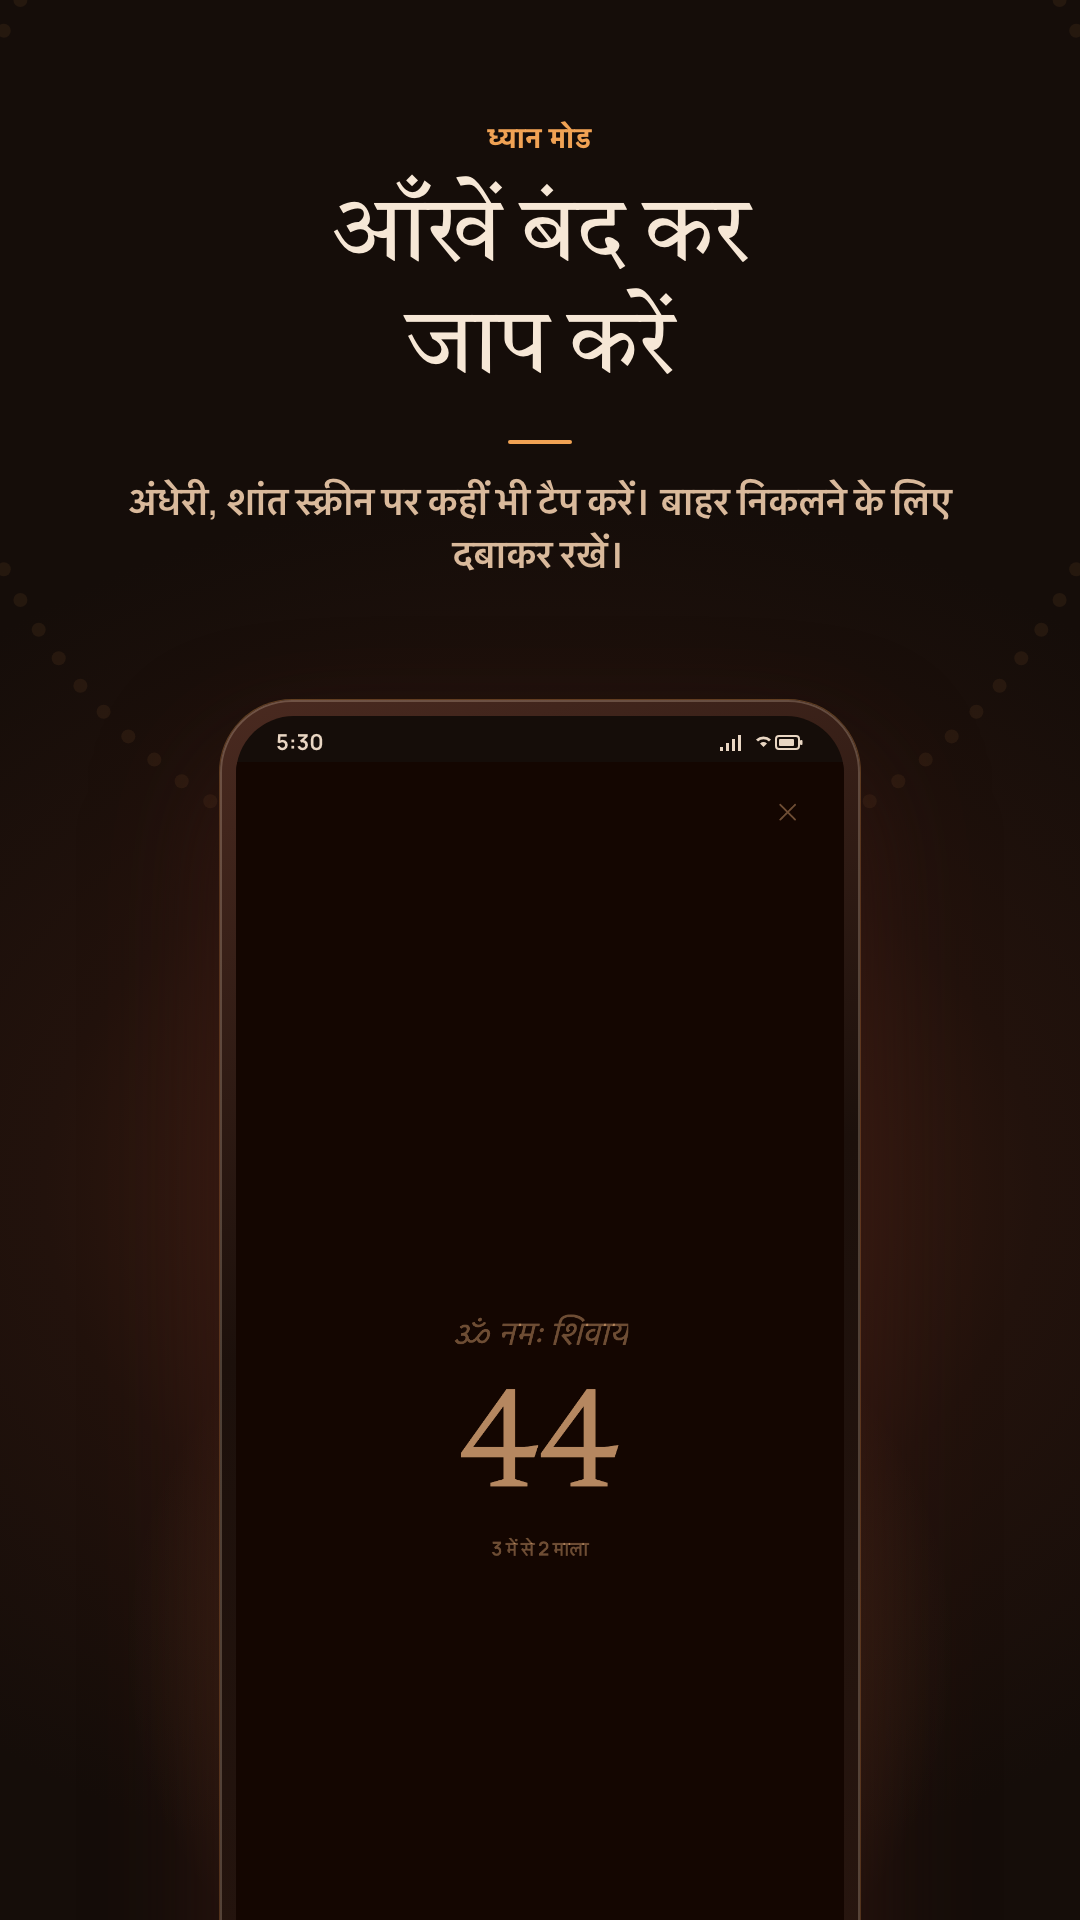 ध्यान मोड
आँखें बंद कर
जाप करें
अंधेरी, शांत स्क्रीन पर कहीं भी टैप करें। बाहर निकलने के लिए
दबाकर रखें।
5:30
ॐ नमः शिवाय
44
3 में से 2 माला